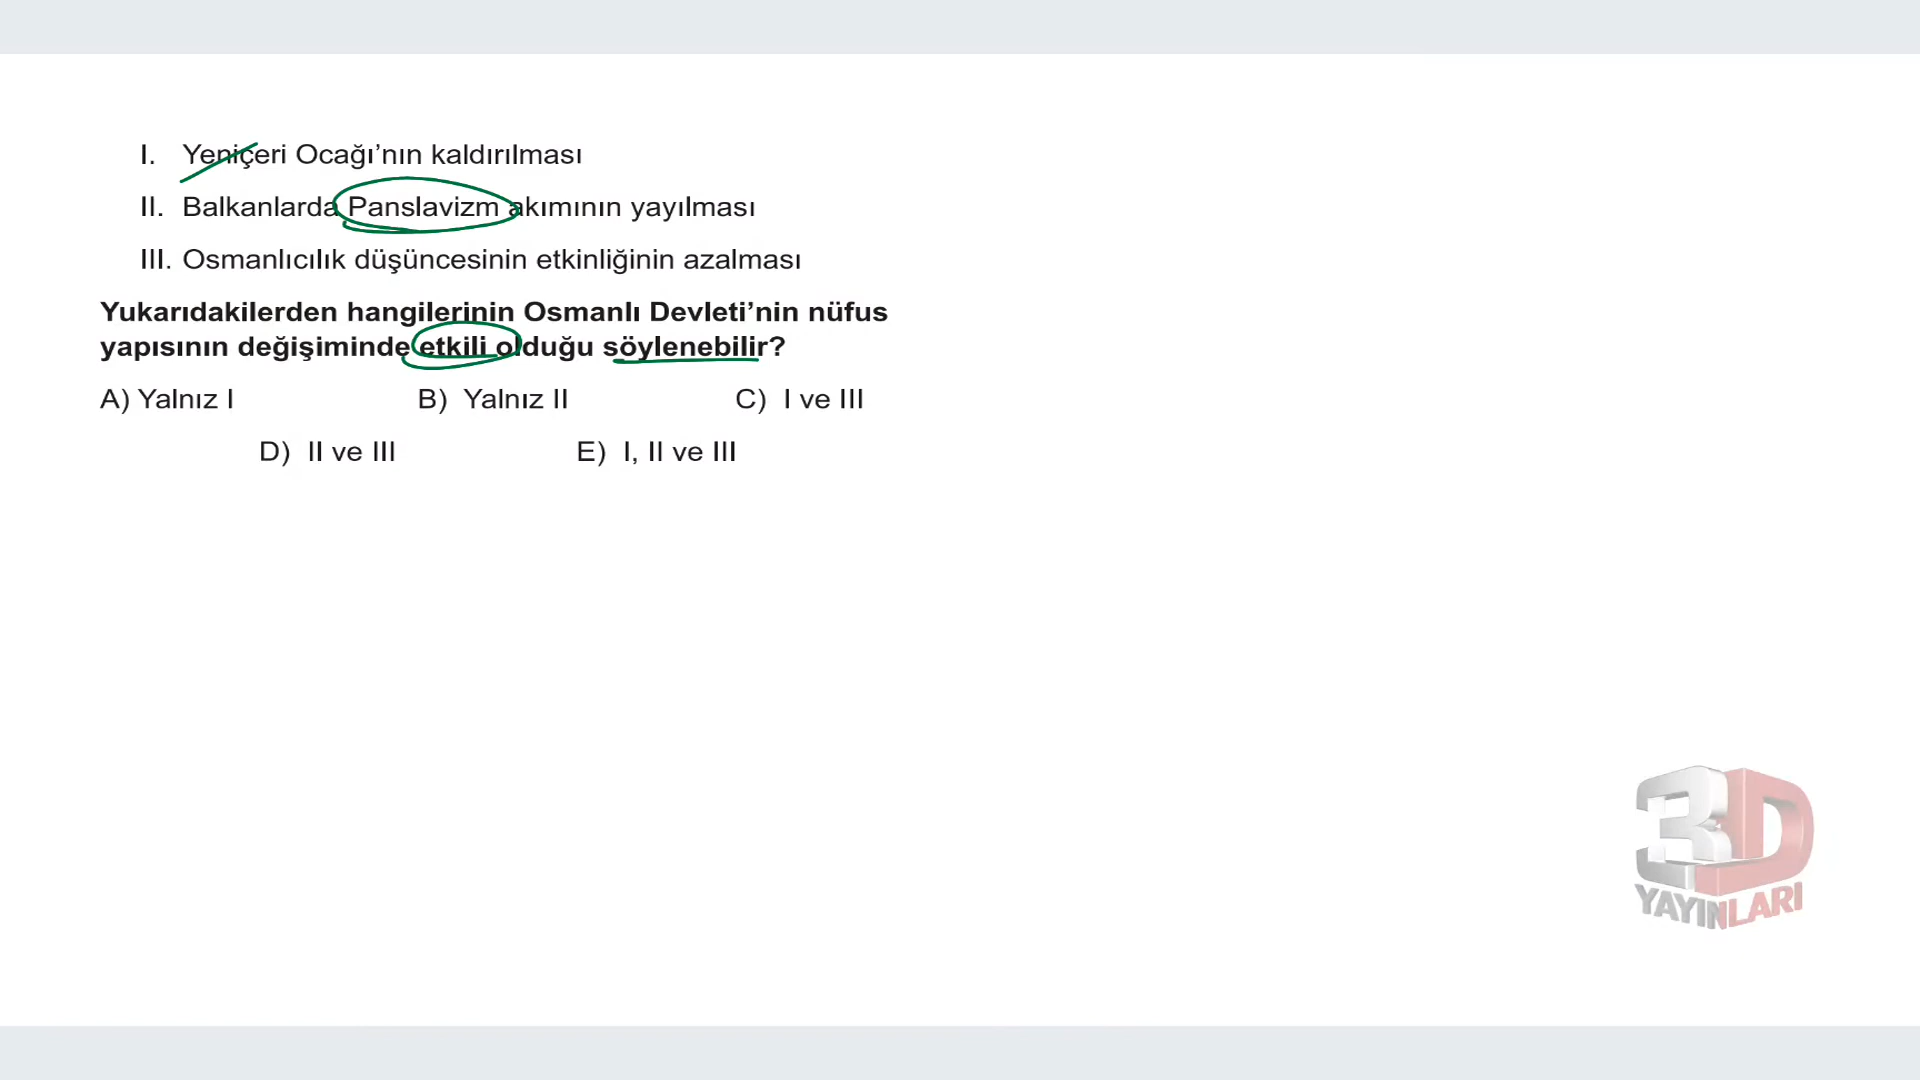 I. Yeniçeri Ocağı’nın kaldırılması
II. Balkanlarda Panslavizm akımının yayılması
III. Osmanlıcılık düşüncesinin etkinliğinin azalması
Yukarıdakilerden hangilerinin Osmanlı Devleti’nin nüfus
yapısının değişiminde etkili olduğu söylenebilir?
A) Yalnız I B) Yalnız II C) I ve III
D) II ve III E) I, II ve III
3D
YAYINLARI